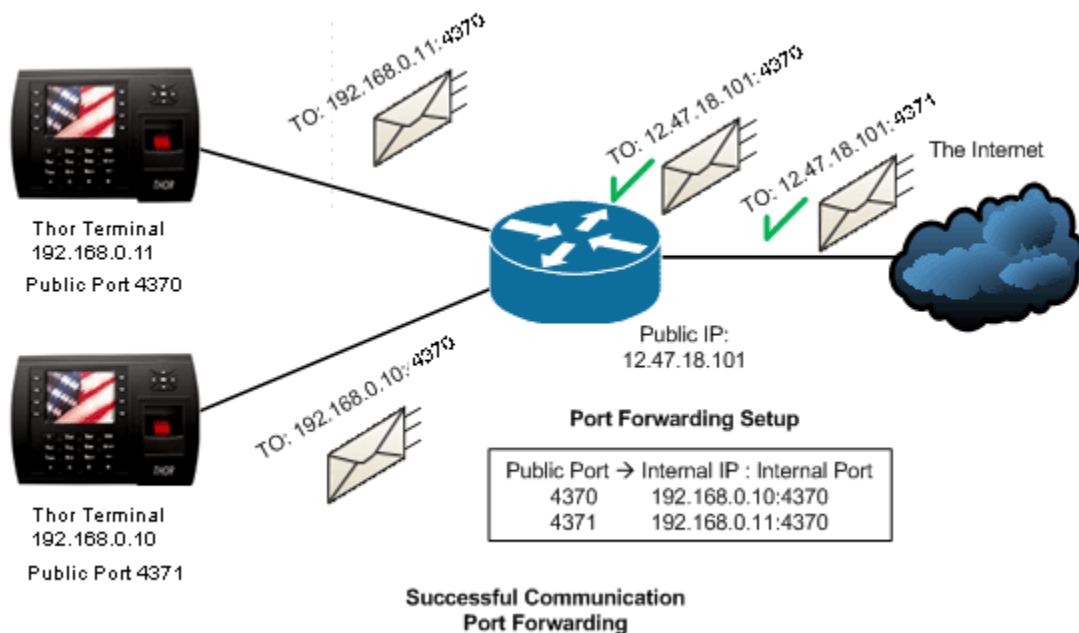 TO: 192.168.0.11:4370
TO: 12.47.18.101:4370
TO: 12.47.18.101:4371
The Internet
THOR
Thor Terminal
192.168.0.11
Public Port 4370
Public IP:
12.47.18.101
TO: 192.168.0.10:4370
THOR
Thor Terminal
192.168.0.10
Public Port 4371
Port Forwarding Setup
Public Port → Internal IP : Internal Port
4370 192.168.0.10:4370
4371 192.168.0.11:4370
Successful Communication
Port Forwarding